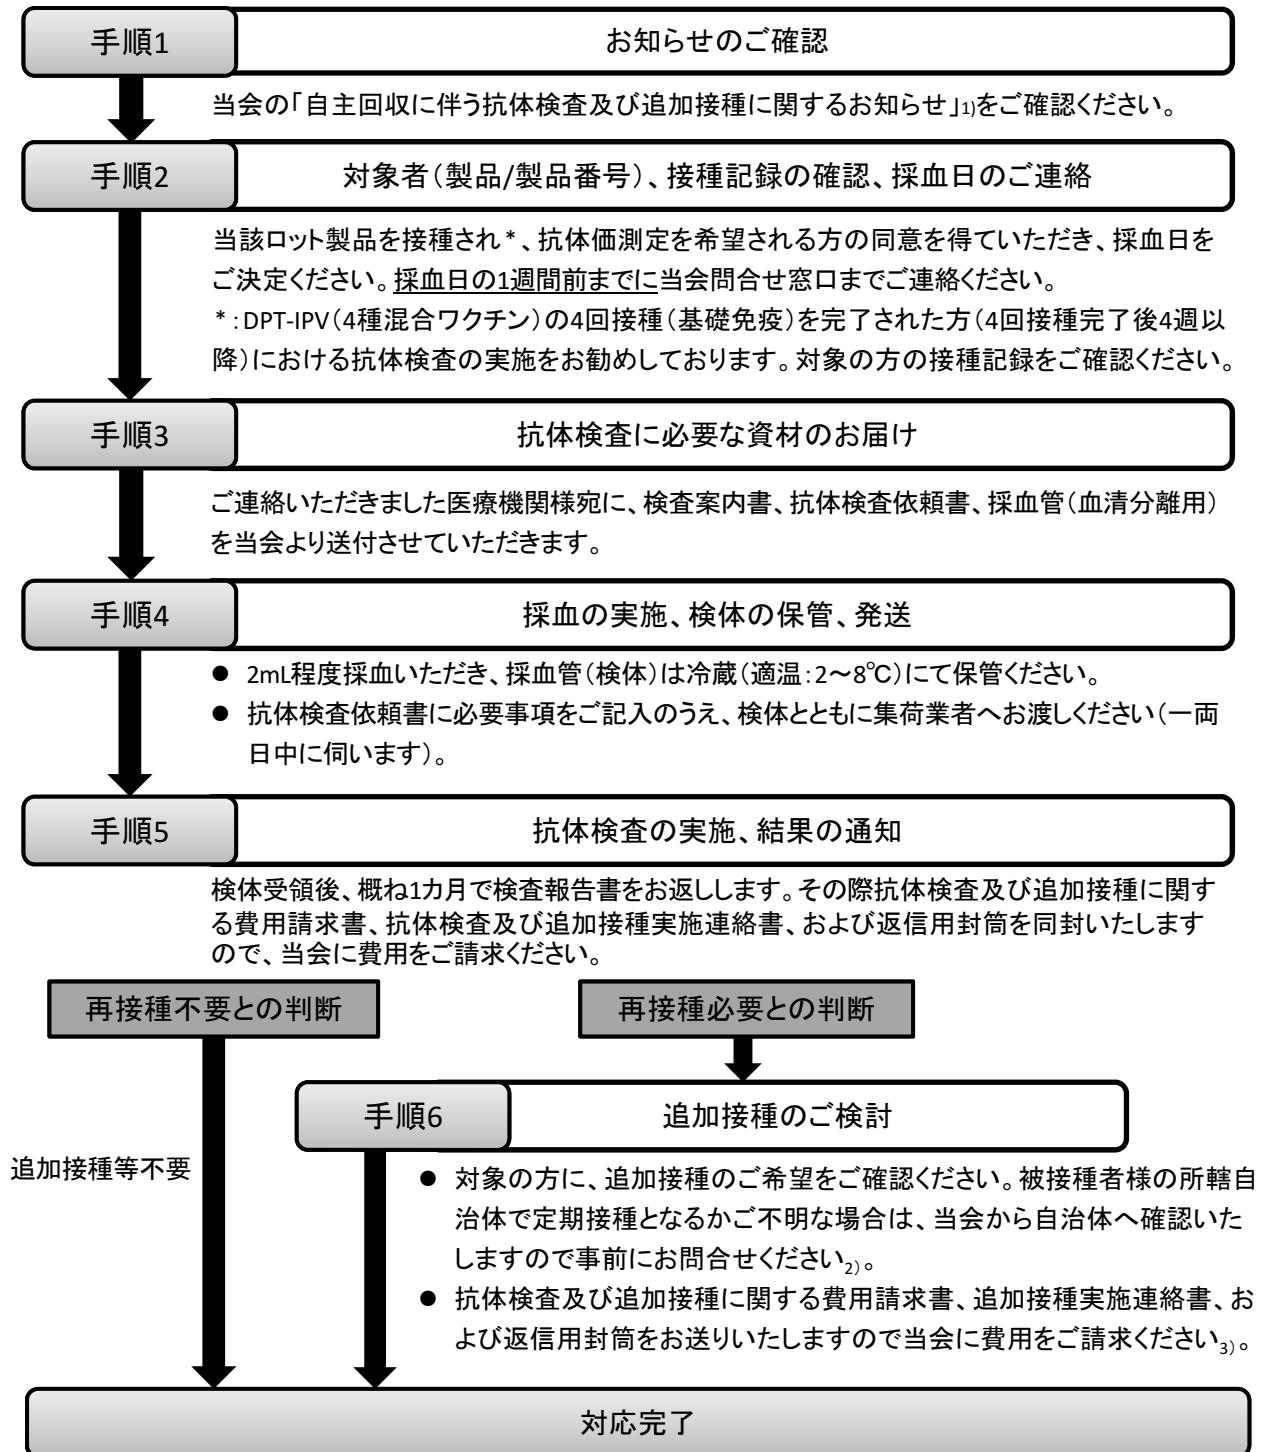 手順1
お知らせのご確認
当会の「自主回収に伴う抗体検査及び追加接種に関するお知らせ」1)をご確認ください。
手順2
対象者（製品/製品番号）、接種記録の確認、採血日のご連絡
当該ロット製品を接種され*、抗体価測定を希望される方の同意を得ていただき、採血日を
ご決定ください。採血日の1週間前までに当会問合せ窓口までご連絡ください。
*：DPT-IPV（4種混合ワクチン）の4回接種（基礎免疫）を完了された方（4回接種完了後4週以
降）における抗体検査の実施をお勧めしております。対象の方の接種記録をご確認ください。
手順3
抗体検査に必要な資材のお届け
ご連絡いただきました医療機関様宛に、検査案内書、抗体検査依頼書、採血管（血清分離用）
を当会より送付させていただきます。
手順4
採血の実施、検体の保管、発送
● 2mL程度採血いただき、採血管（検体）は冷蔵（適温：2～8℃）にて保管ください。
● 抗体検査依頼書に必要事項をご記入のうえ、検体とともに集荷業者へお渡しください（一両
日中に伺います）。
手順5
抗体検査の実施、結果の通知
検体受領後、概ね1カ月で検査報告書をお返しします。その際抗体検査及び追加接種に関す
る費用請求書、抗体検査及び追加接種実施連絡書、および返信用封筒を同封いたします
ので、当会に費用をご請求ください。
再接種不要との判断
再接種必要との判断
手順6
追加接種のご検討
追加接種等不要
● 対象の方に、追加接種のご希望をご確認ください。被接種者様の所轄自
治体で定期接種となるかご不明な場合は、当会から自治体へ確認いた
しますので事前にお問合せください2)。
● 抗体検査及び追加接種に関する費用請求書、追加接種実施連絡書、お
よび返信用封筒をお送りいたしますので当会に費用をご請求ください3)。
対応完了